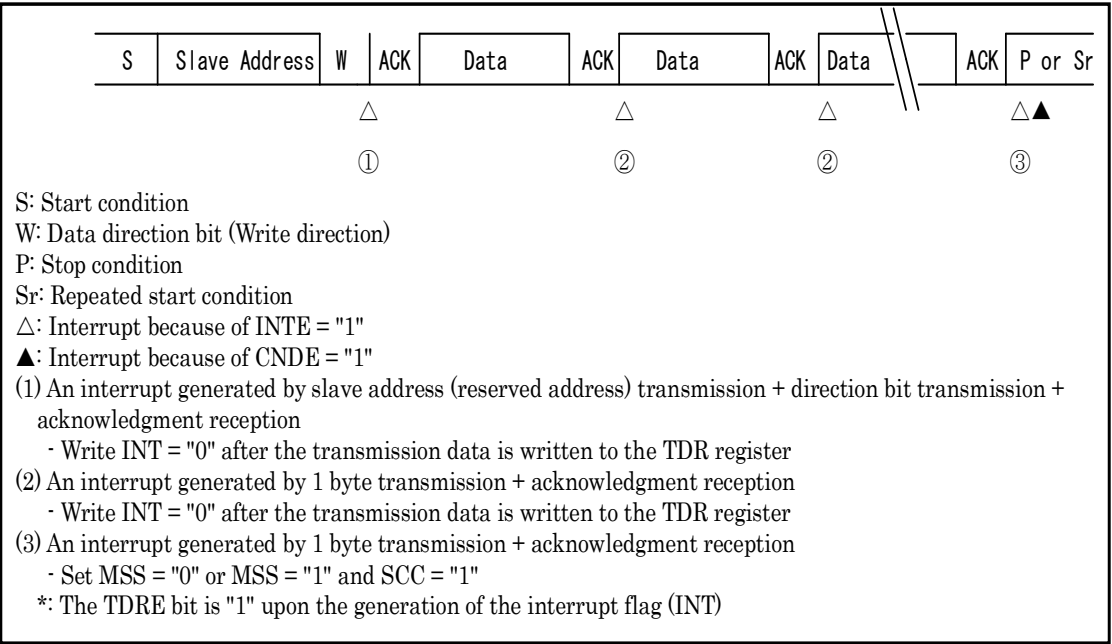 S Slave Address W ACK Data ACK Data ACK Data ACK P or Sr
△ △ △ △▲
① ② ② ③
S: Start condition
W: Data direction bit (Write direction)
P: Stop condition
Sr: Repeated start condition
△: Interrupt because of INTE = "1"
▲: Interrupt because of CNDE = "1"
(1) An interrupt generated by slave address (reserved address) transmission + direction bit transmission +
acknowledgment reception
- Write INT = "0" after the transmission data is written to the TDR register
(2) An interrupt generated by 1 byte transmission + acknowledgment reception
- Write INT = "0" after the transmission data is written to the TDR register
(3) An interrupt generated by 1 byte transmission + acknowledgment reception
- Set MSS = "0" or MSS = "1" and SCC = "1"
*: The TDRE bit is "1" upon the generation of the interrupt flag (INT)